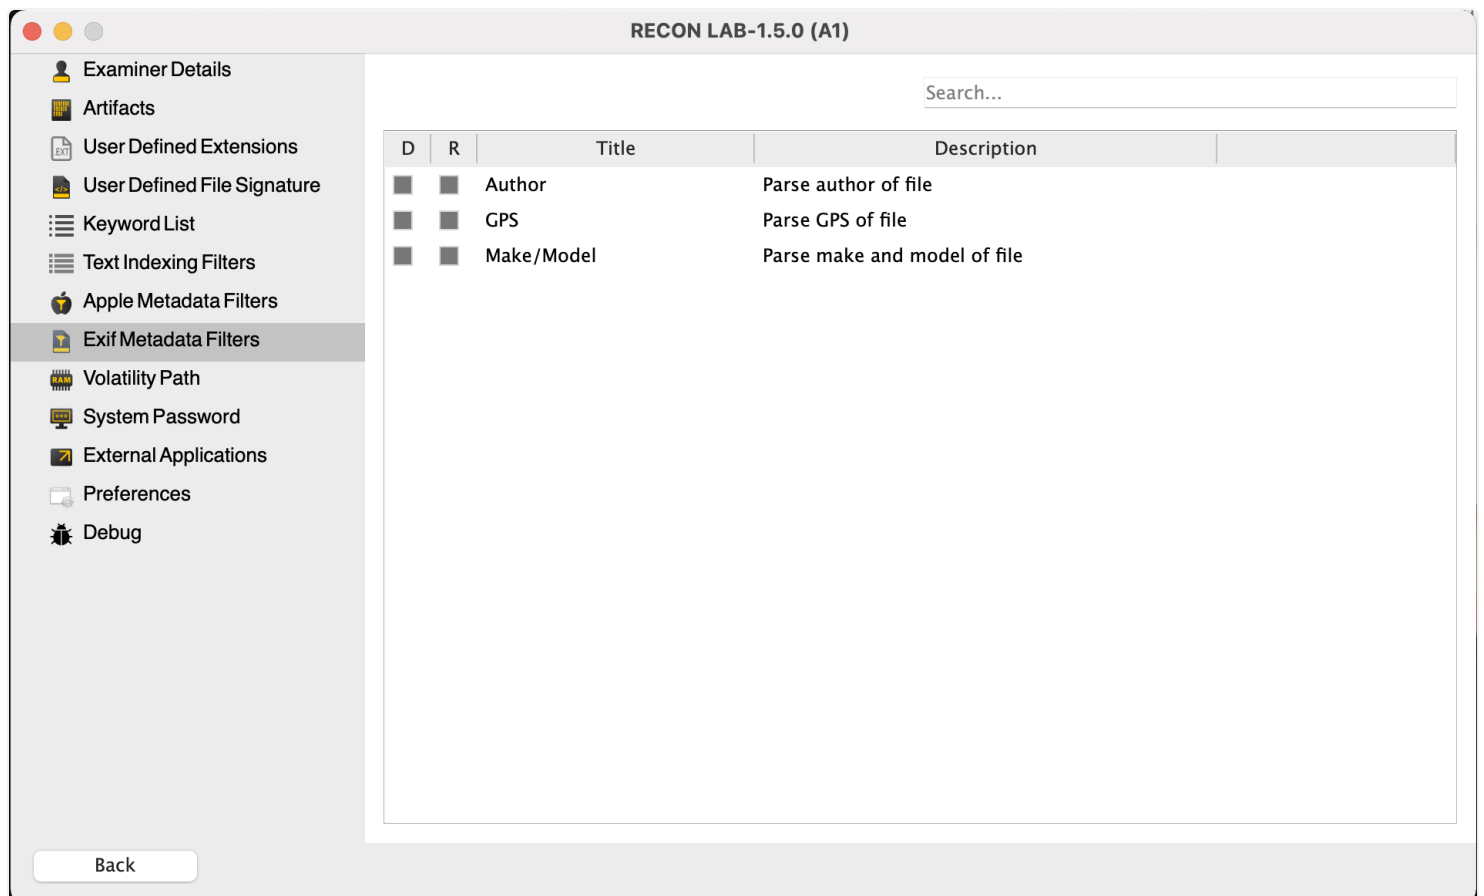 RECON LAB-1.5.0 (A1)
Examiner Details
Artifacts
User Defined Extensions
User Defined File Signature
Keyword List
Text Indexing Filters
Apple Metadata Filters
Exif Metadata Filters
Volatility Path
System Password
External Applications
Preferences
Debug
Back
Search...
D R Title Description
Author Parse author of file
GPS Parse GPS of file
Make/Model Parse make and model of file
EXT
RAM